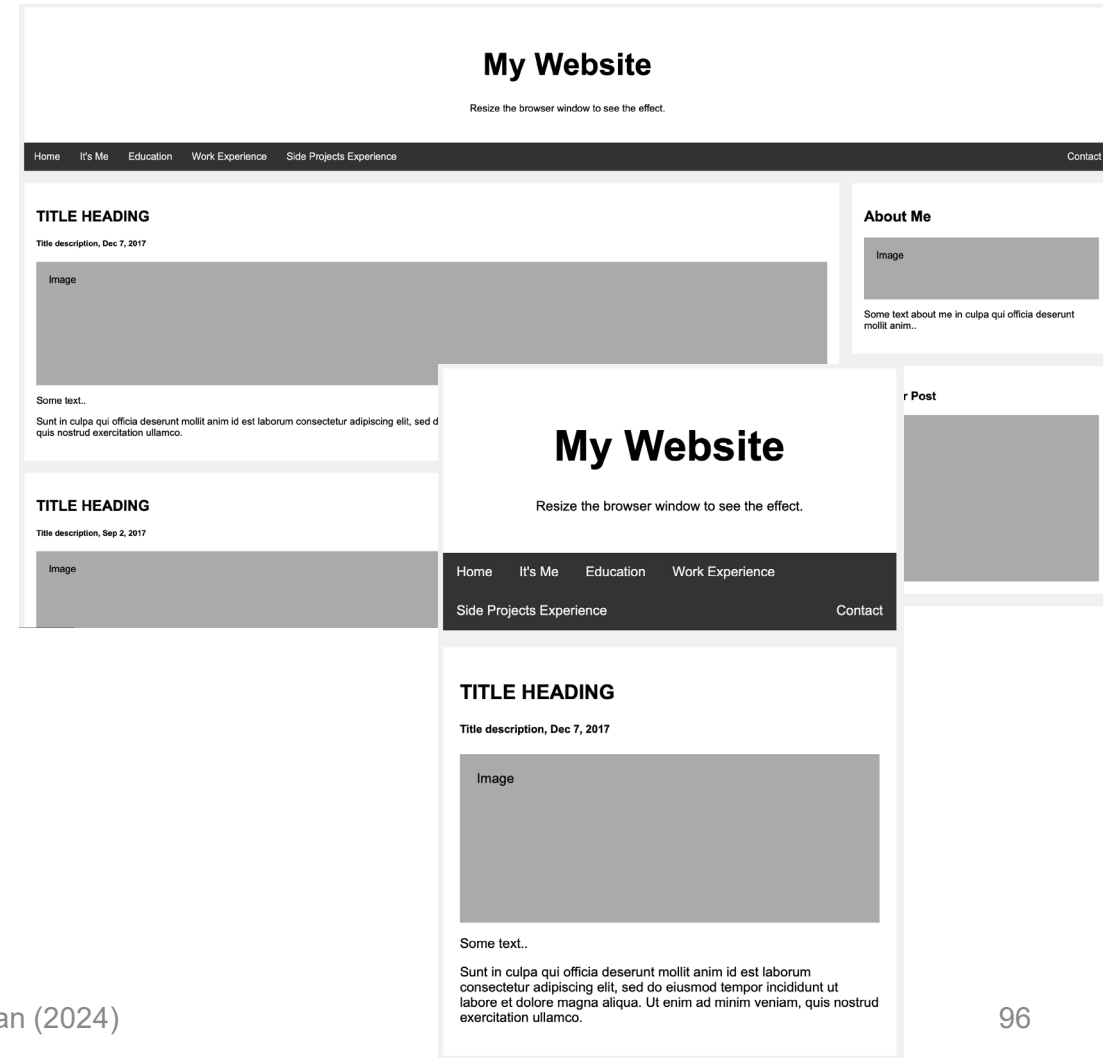 My Website
Resize the browser window to see the effect.
Home It's Me Education Work Experience Side Projects Experience Contact
TITLE HEADING
Title description, Dec 7, 2017
Image
Some text..
Sunt in culpa qui officia deserunt mollit anim id est laborum consectetur adipiscing elit, sed d
quis nostrud exercitation ullamco.
TITLE HEADING
Title description, Sep 2, 2017
Image
About Me
Image
Some text about me in culpa qui officia deserunt
mollit anim..
r Post
My Website
Resize the browser window to see the effect.
Home It's Me Education Work Experience
Side Projects Experience Contact
TITLE HEADING
Title description, Dec 7, 2017
Image
Some text..
Sunt in culpa qui officia deserunt mollit anim id est laborum
consectetur adipiscing elit, sed do eiusmod tempor incididunt ut
labore et dolore magna aliqua. Ut enim ad minim veniam, quis nostrud
exercitation ullamco.
an (2024)
96